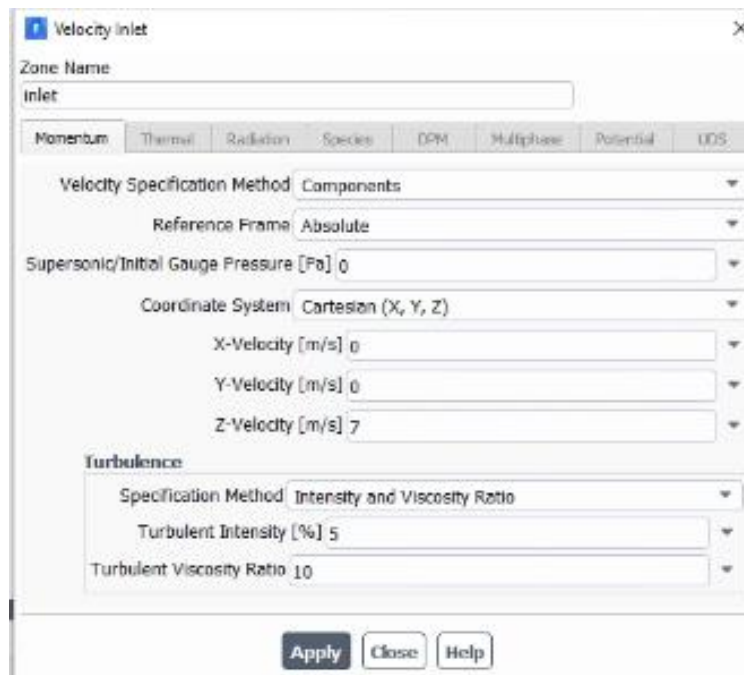 Velocity Inlet
Zone Name
inlet
Momentum Thermal Radiation Species DPM Multiphase Potential UDS
Velocity Specification Method Components
Reference Frame Absolute
Supersonic/Initial Gauge Pressure [Pa] 0
Coordinate System Cartesian (X, Y, Z)
X-Velocity [m/s] 0
Y-Velocity [m/s] 0
Z-Velocity [m/s] 7
Turbulence
Specification Method Intensity and Viscosity Ratio
Turbulent Intensity [%] 5
Turbulent Viscosity Ratio 10
Apply Close Help